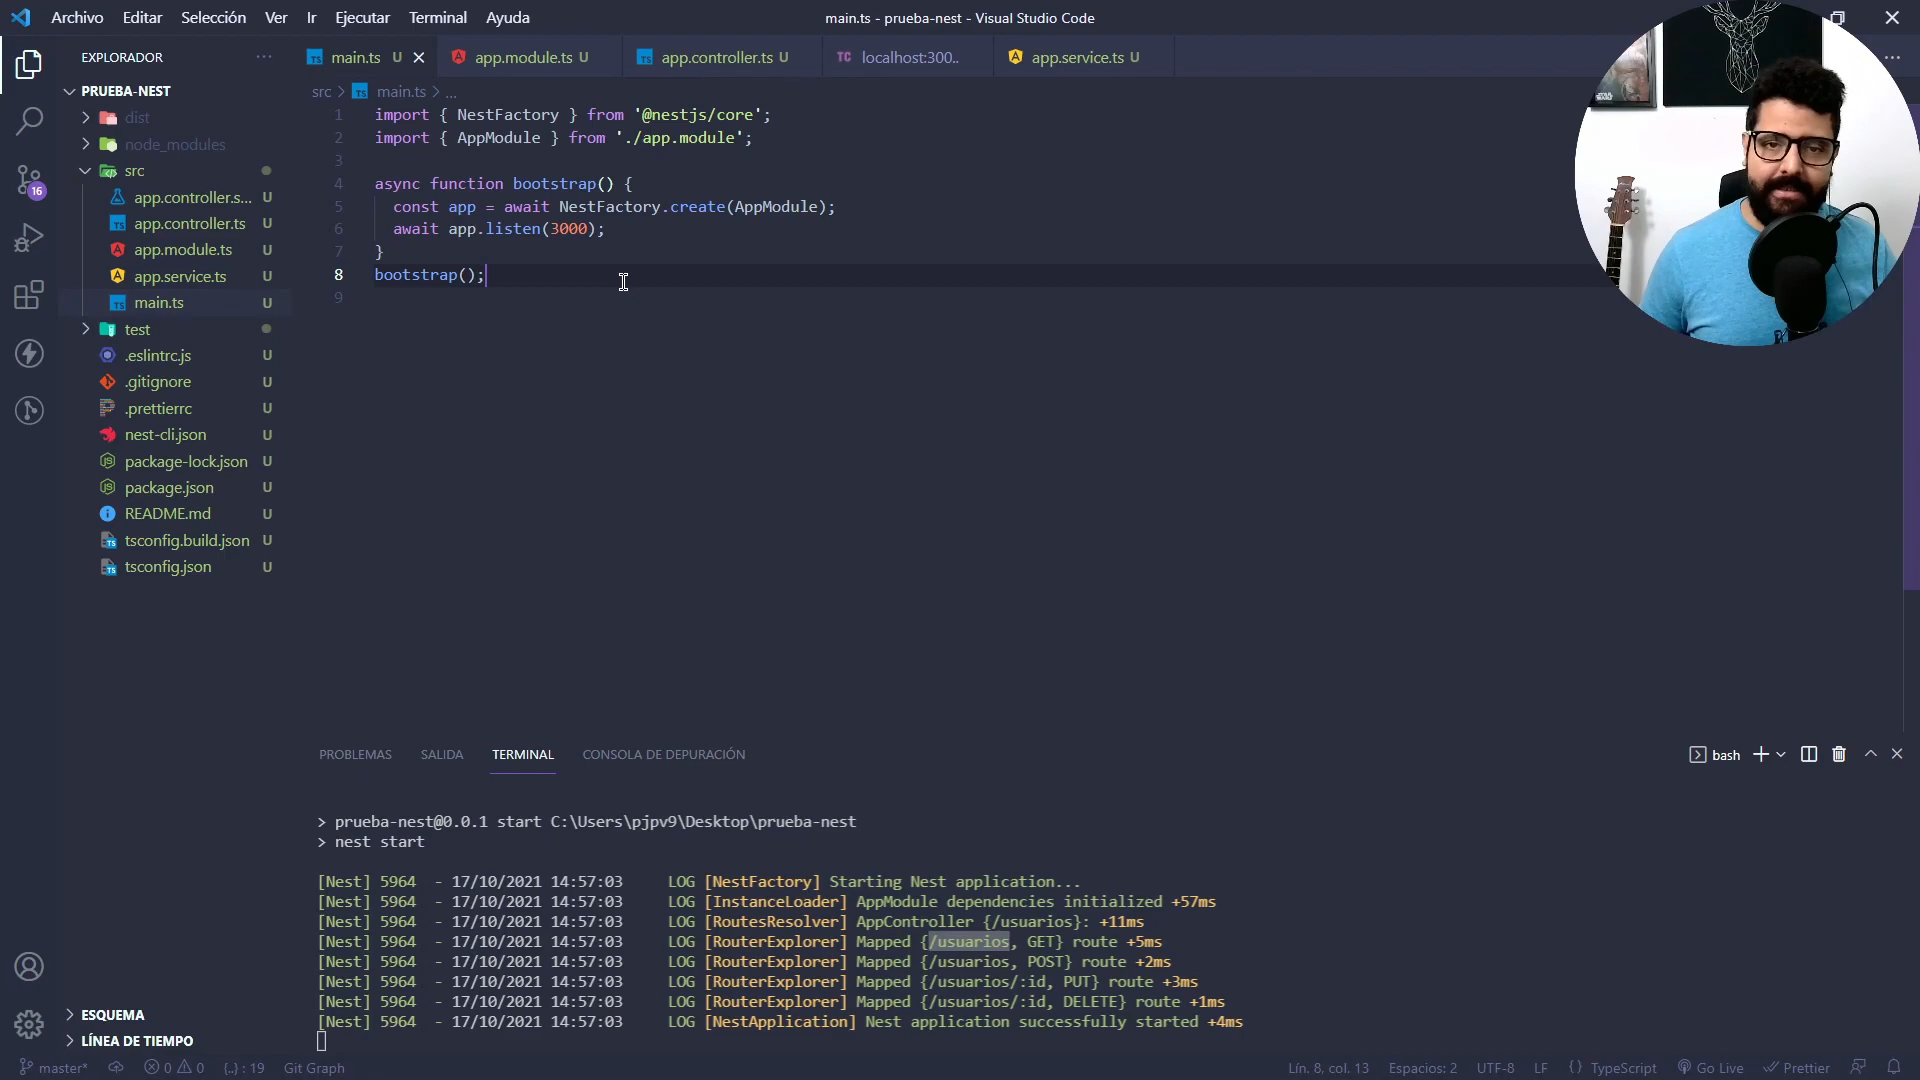 Archivo Editar Selección Ver Ir Ejecutar Terminal Ayuda main.ts - prueba-nest - Visual Studio Code
EXPLORADOR ...
main.ts U
app.module.ts U
app.controller.ts U
TC localhost:300..
app.service.ts U
PRUEBA-NEST
dist
node_modules
src
app.controller.s... U
app.controller.ts U
app.module.ts U
app.service.ts U
main.ts U
test
.eslintrc.js U
.gitignore U
.prettierrc U
nest-cli.json U
package-lock.json U
package.json U
README.md U
tsconfig.build.json U
tsconfig.json U
16
ESQUEMA
LÍNEA DE TIEMPO
src > main.ts > ...
1 import { NestFactory } from '@nestjs/core';
2 import { AppModule } from './app.module';
3
4 async function bootstrap() {
5 const app = await NestFactory.create(AppModule);
6 await app.listen(3000);
7 }
8 bootstrap();
9
STAR WARS
PROBLEMAS SALIDA TERMINAL CONSOLA DE DEPURACIÓN
bash
> prueba-nest@0.0.1 start C:\Users\pjpv9\Desktop\prueba-nest
> nest start
[Nest] 5964 - 17/10/2021 14:57:03 LOG [NestFactory] Starting Nest application...
[Nest] 5964 - 17/10/2021 14:57:03 LOG [InstanceLoader] AppModule dependencies initialized +57ms
[Nest] 5964 - 17/10/2021 14:57:03 LOG [RoutesResolver] AppController {/usuarios}: +11ms
[Nest] 5964 - 17/10/2021 14:57:03 LOG [RouterExplorer] Mapped {/usuarios, GET} route +5ms
[Nest] 5964 - 17/10/2021 14:57:03 LOG [RouterExplorer] Mapped {/usuarios, POST} route +2ms
[Nest] 5964 - 17/10/2021 14:57:03 LOG [RouterExplorer] Mapped {/usuarios/:id, PUT} route +3ms
[Nest] 5964 - 17/10/2021 14:57:03 LOG [RouterExplorer] Mapped {/usuarios/:id, DELETE} route +1ms
[Nest] 5964 - 17/10/2021 14:57:03 LOG [NestApplication] Nest application successfully started +4ms
master* 0 0 {..} : 19 Git Graph Lín. 8, col. 13 Espacios: 2 UTF-8 LF {} TypeScript Go Live Prettier